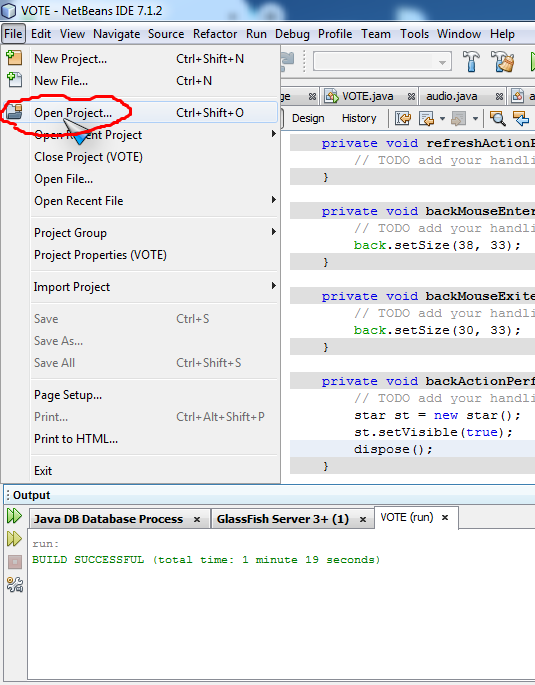 VOTE - NetBeans IDE 7.1.2
File Edit View Navigate Source Refactor Run Debug Profile Team Tools Window Help
New Project... Ctrl+Shift+N
New File... Ctrl+N
Open Project... Ctrl+Shift+O
Open Recent Project
Close Project (VOTE)
Open File...
Open Recent File
Project Group
Project Properties (VOTE)
Import Project
Save Ctrl+S
Save As...
Save All Ctrl+Shift+S
Page Setup...
Print... Ctrl+Alt+Shift+P
Print to HTML...
Exit
ge VOTE.java audio.java a
Design History
private void refreshActionP
// TODO add your handli
}
private void backMouseEnter
// TODO add your handli
back.setSize(38, 33);
}
private void backMouseExite
// TODO add your handli
back.setSize(30, 33);
}
private void backActionPerf
// TODO add your handli
star st = new star();
st.setVisible(true);
dispose();
}
Output
Java DB Database Process GlassFish Server 3+ (1) VOTE (run)
run:
BUILD SUCCESSFUL (total time: 1 minute 19 seconds)